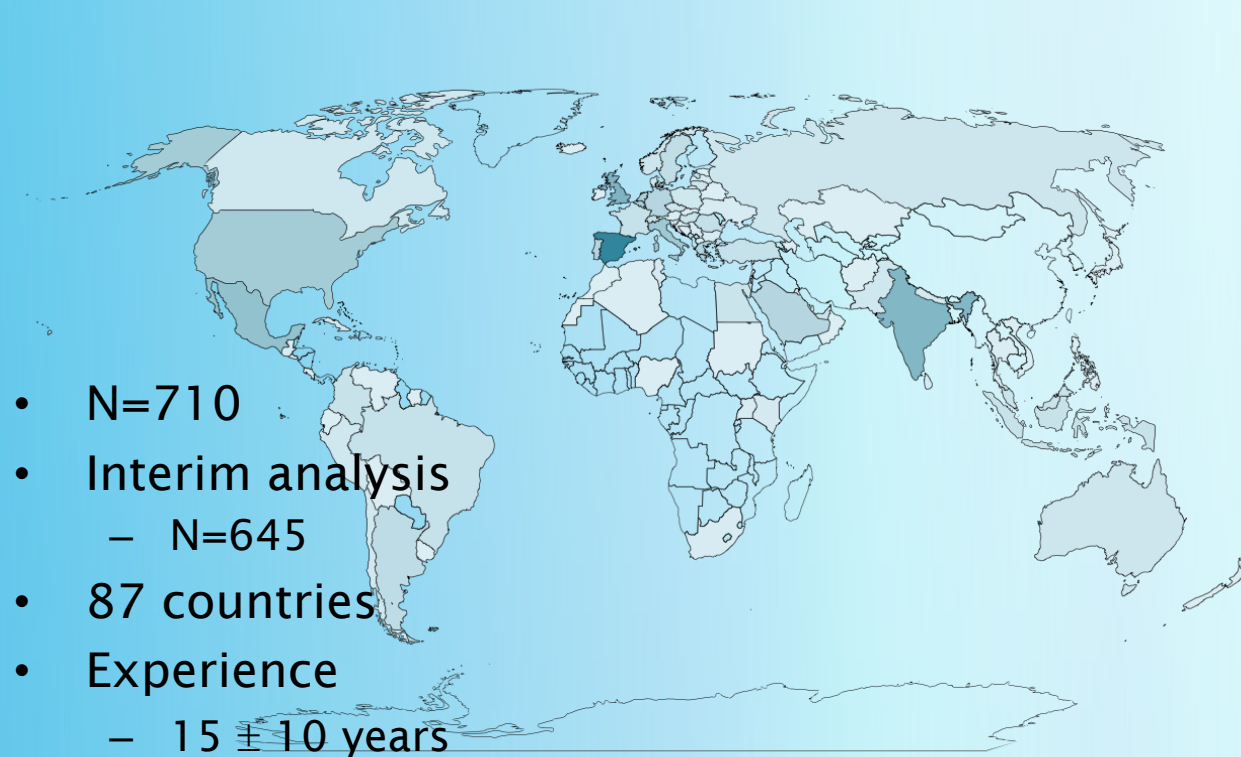 • N=710
• Interim analysis
– N=645
• 87 countries
• Experience
– 15 ± 10 years